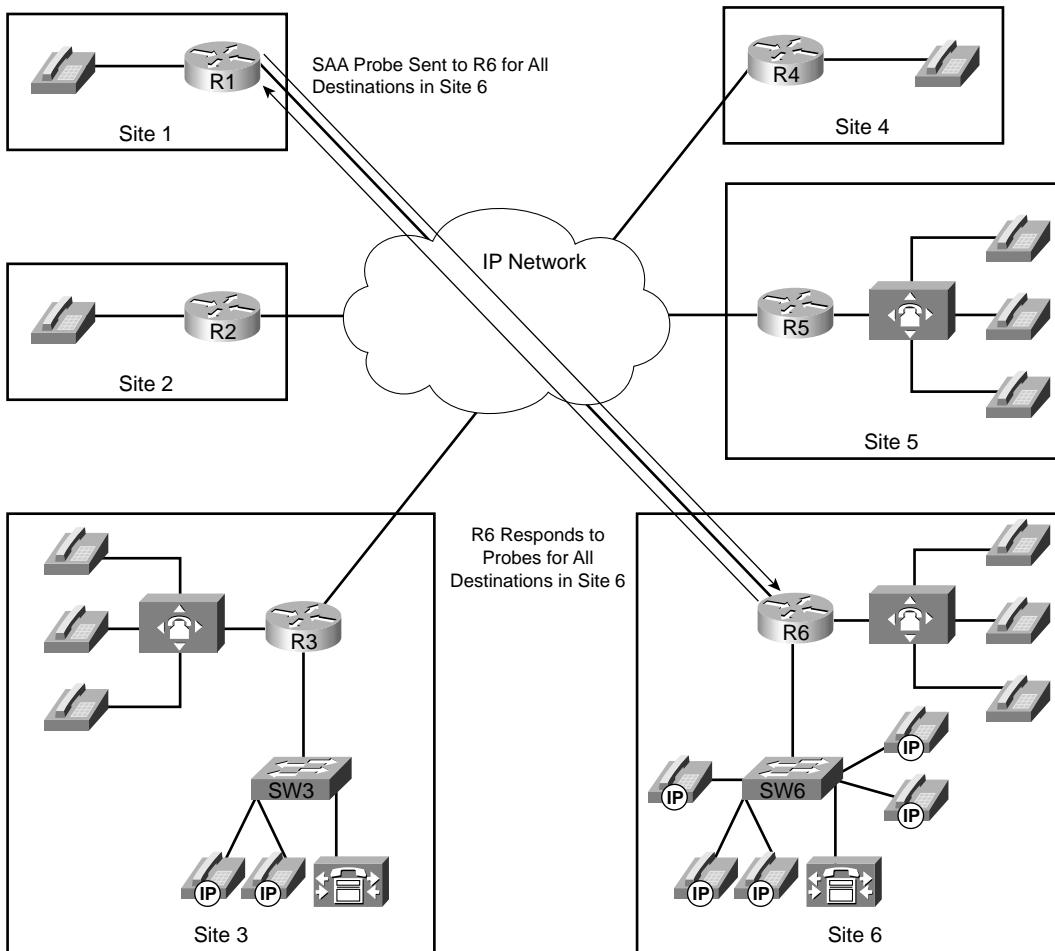 SAA Probe Sent to R6 for All
Destinations in Site 6
R1
Site 1
R4
Site 4
IP Network
R2
Site 2
R5
Site 5
R6 Responds to
Probes for All
Destinations in Site 6
R3
SW3
IP
IP
Site 3
R6
IP
IP
SW6
IP
IP
IP
Site 6